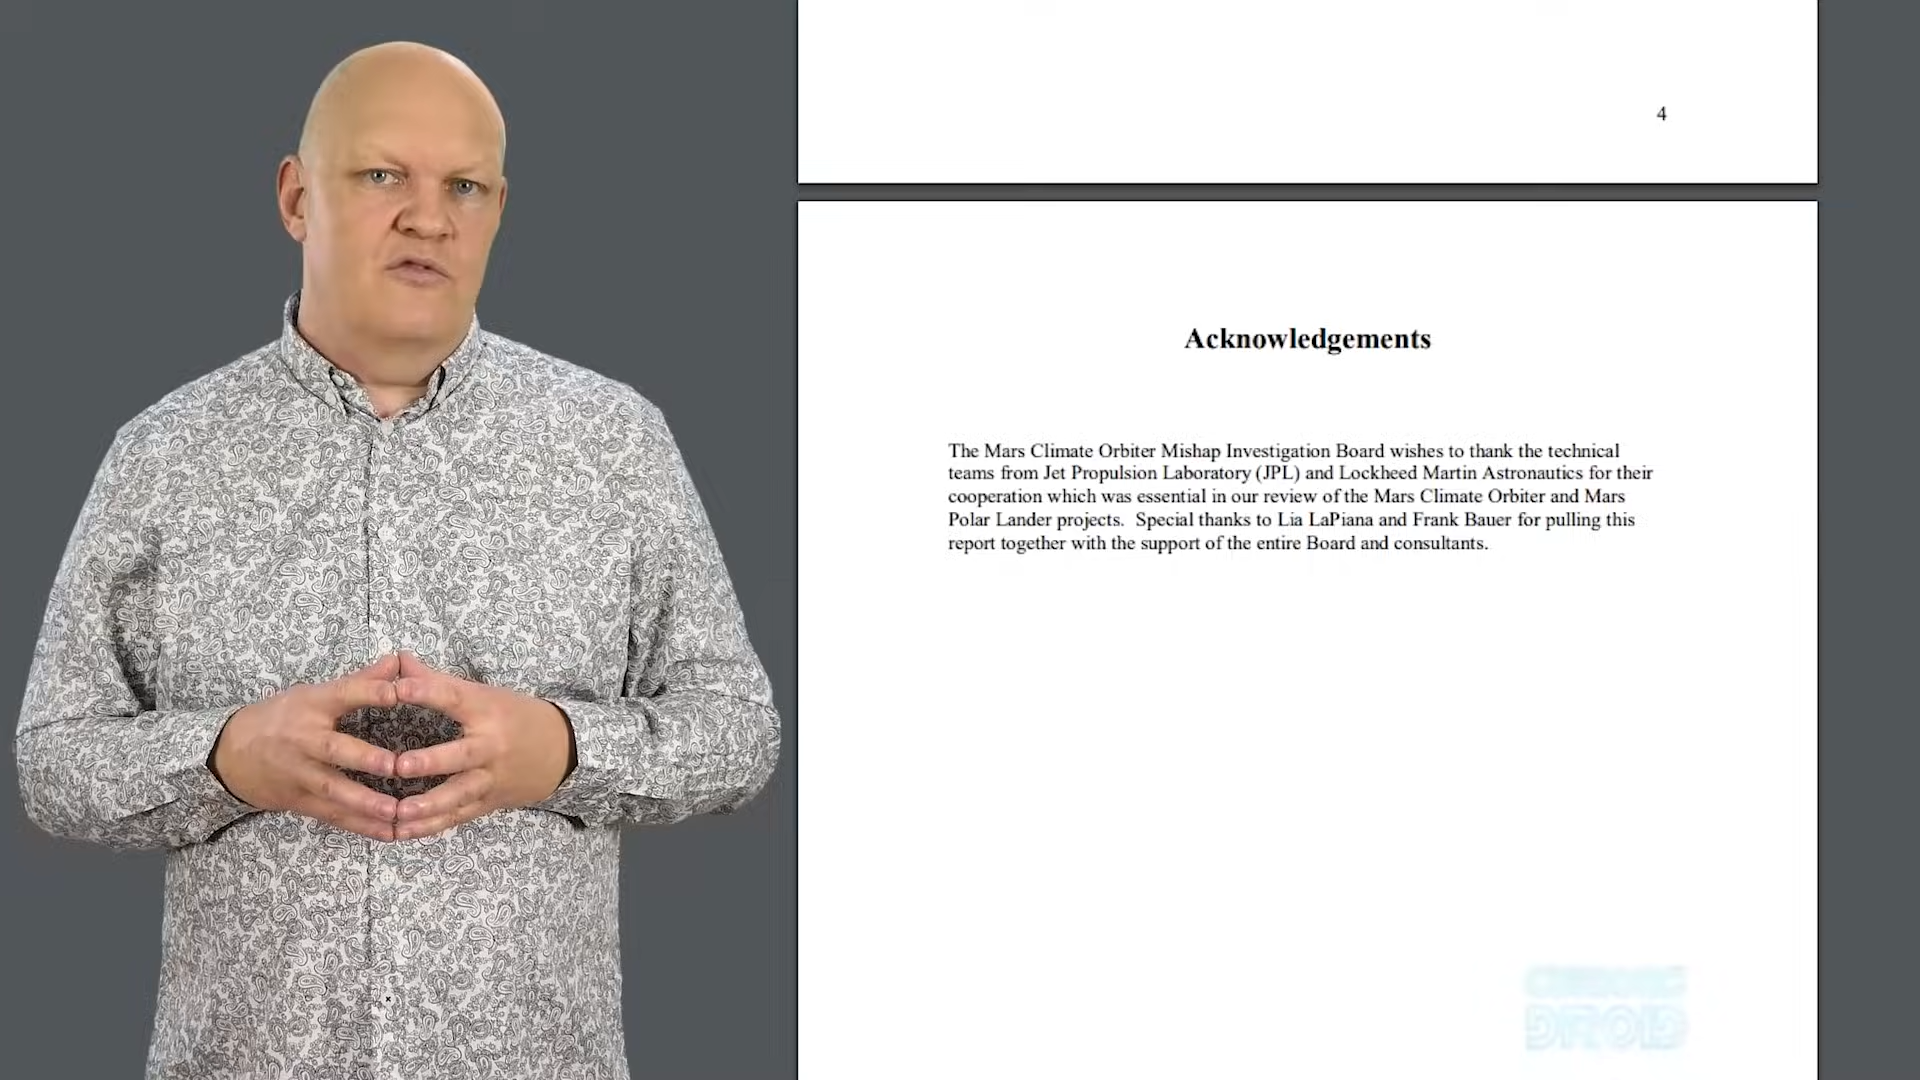 4
Acknowledgements
The Mars Climate Orbiter Mishap Investigation Board wishes to thank the technical
teams from Jet Propulsion Laboratory (JPL) and Lockheed Martin Astronautics for their
cooperation which was essential in our review of the Mars Climate Orbiter and Mars
Polar Lander projects.  Special thanks to Lia LaPiana and Frank Bauer for pulling this
report together with the support of the entire Board and consultants.